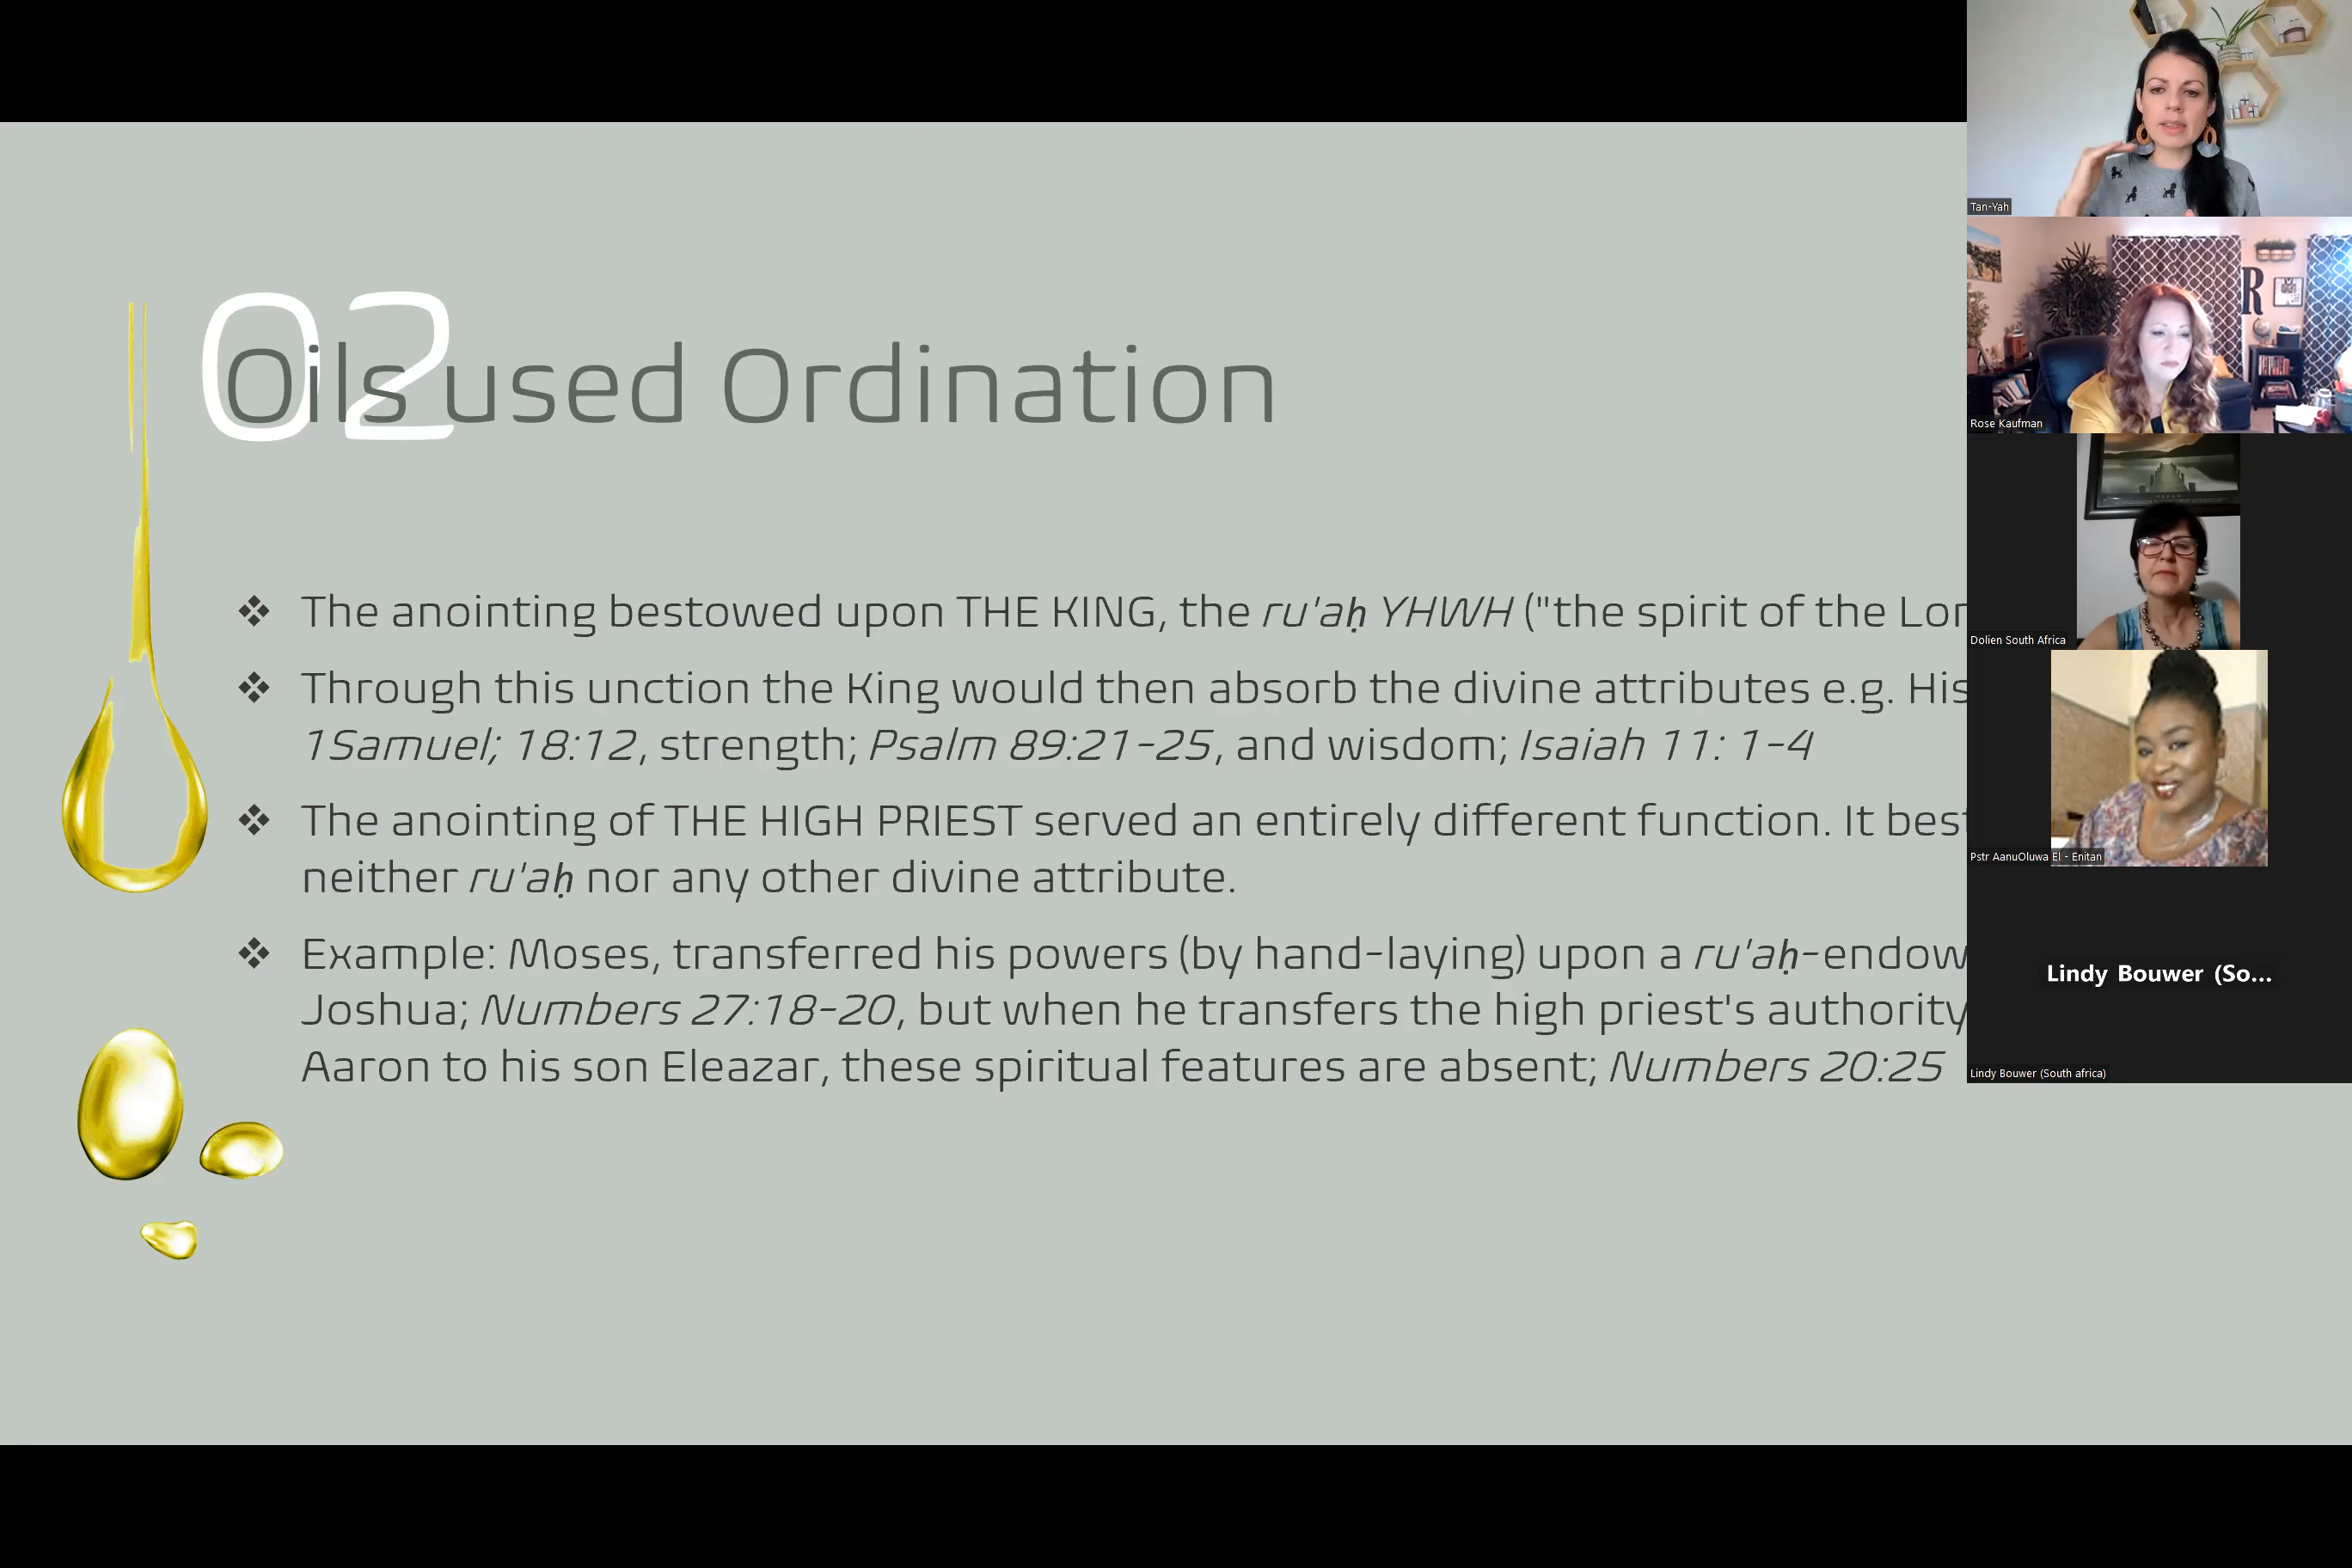 02
Oils used Ordination
❖ The anointing bestowed upon THE KING, the ru'aḥ YHWH ("the spirit of the
❖ Through this unction the King would then absorb the divine attributes e.g. His
1Samuel; 18:12, strength; Psalm 89:21-25, and wisdom; Isaiah 11: 1-4
❖ The anointing of THE HIGH PRIEST served an entirely different function. It
neither ru'aḥ nor any other divine attribute.
❖ Example: Moses, transferred his powers (by hand-laying) upon a
Joshua; Numbers 27:18-20, but when he transfers the high priest's authority
Aaron to his son Eleazar, these spiritual features are absent; Numbers 20:25
Tan-Yah
R
Rose Kaufman
Dolien South Africa
Pstr AanuOluwa El - Enitan
Lindy Bouwer (So...
Lindy Bouwer (South africa)